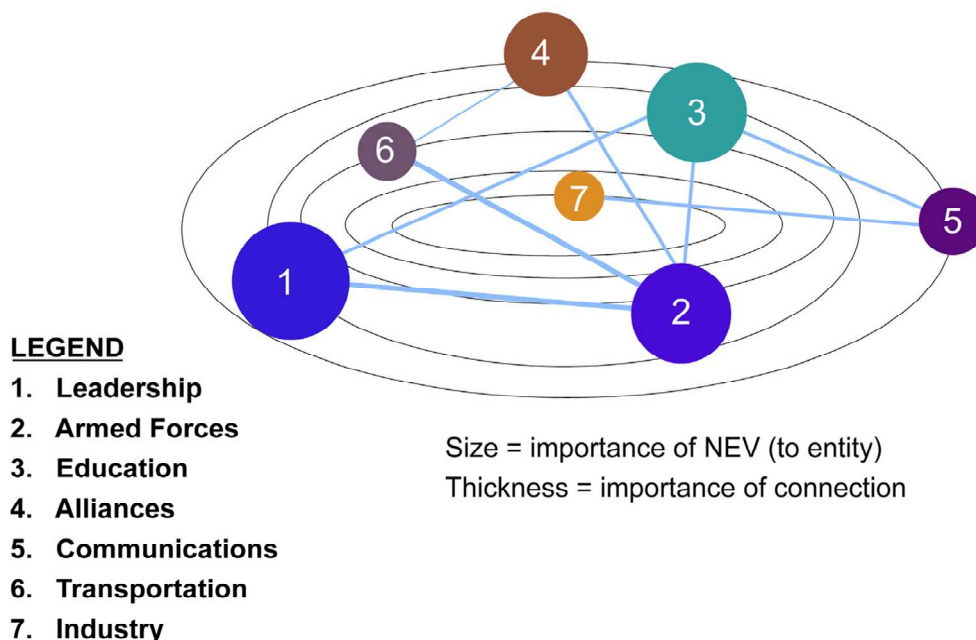 4
3
6
7
5
1
2
LEGEND
1. Leadership
2. Armed Forces
3. Education
4. Alliances
5. Communications
6. Transportation
7. Industry
Size = importance of NEV (to entity)
Thickness = importance of connection